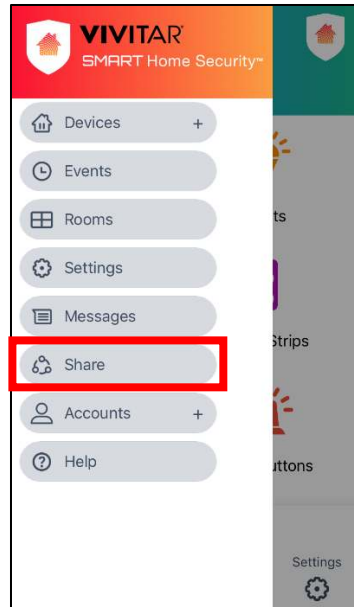 VIVITAR
SMART Home Security™
Devices +
Events
Rooms
ts
Settings
Messages
Strips
Share
Accounts +
Help
uttons
Settings